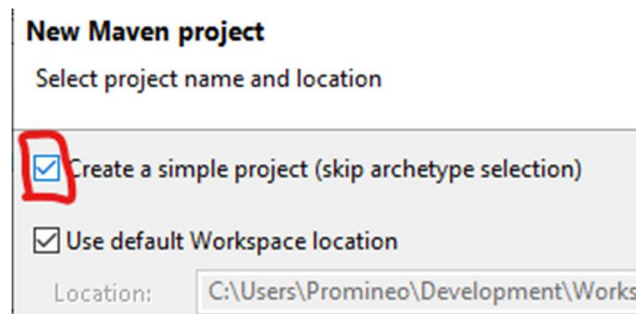 New Maven project
Select project name and location
Create a simple project (skip archetype selection)
Use default Workspace location
Location: C:\Users\Promineo\Development\Works